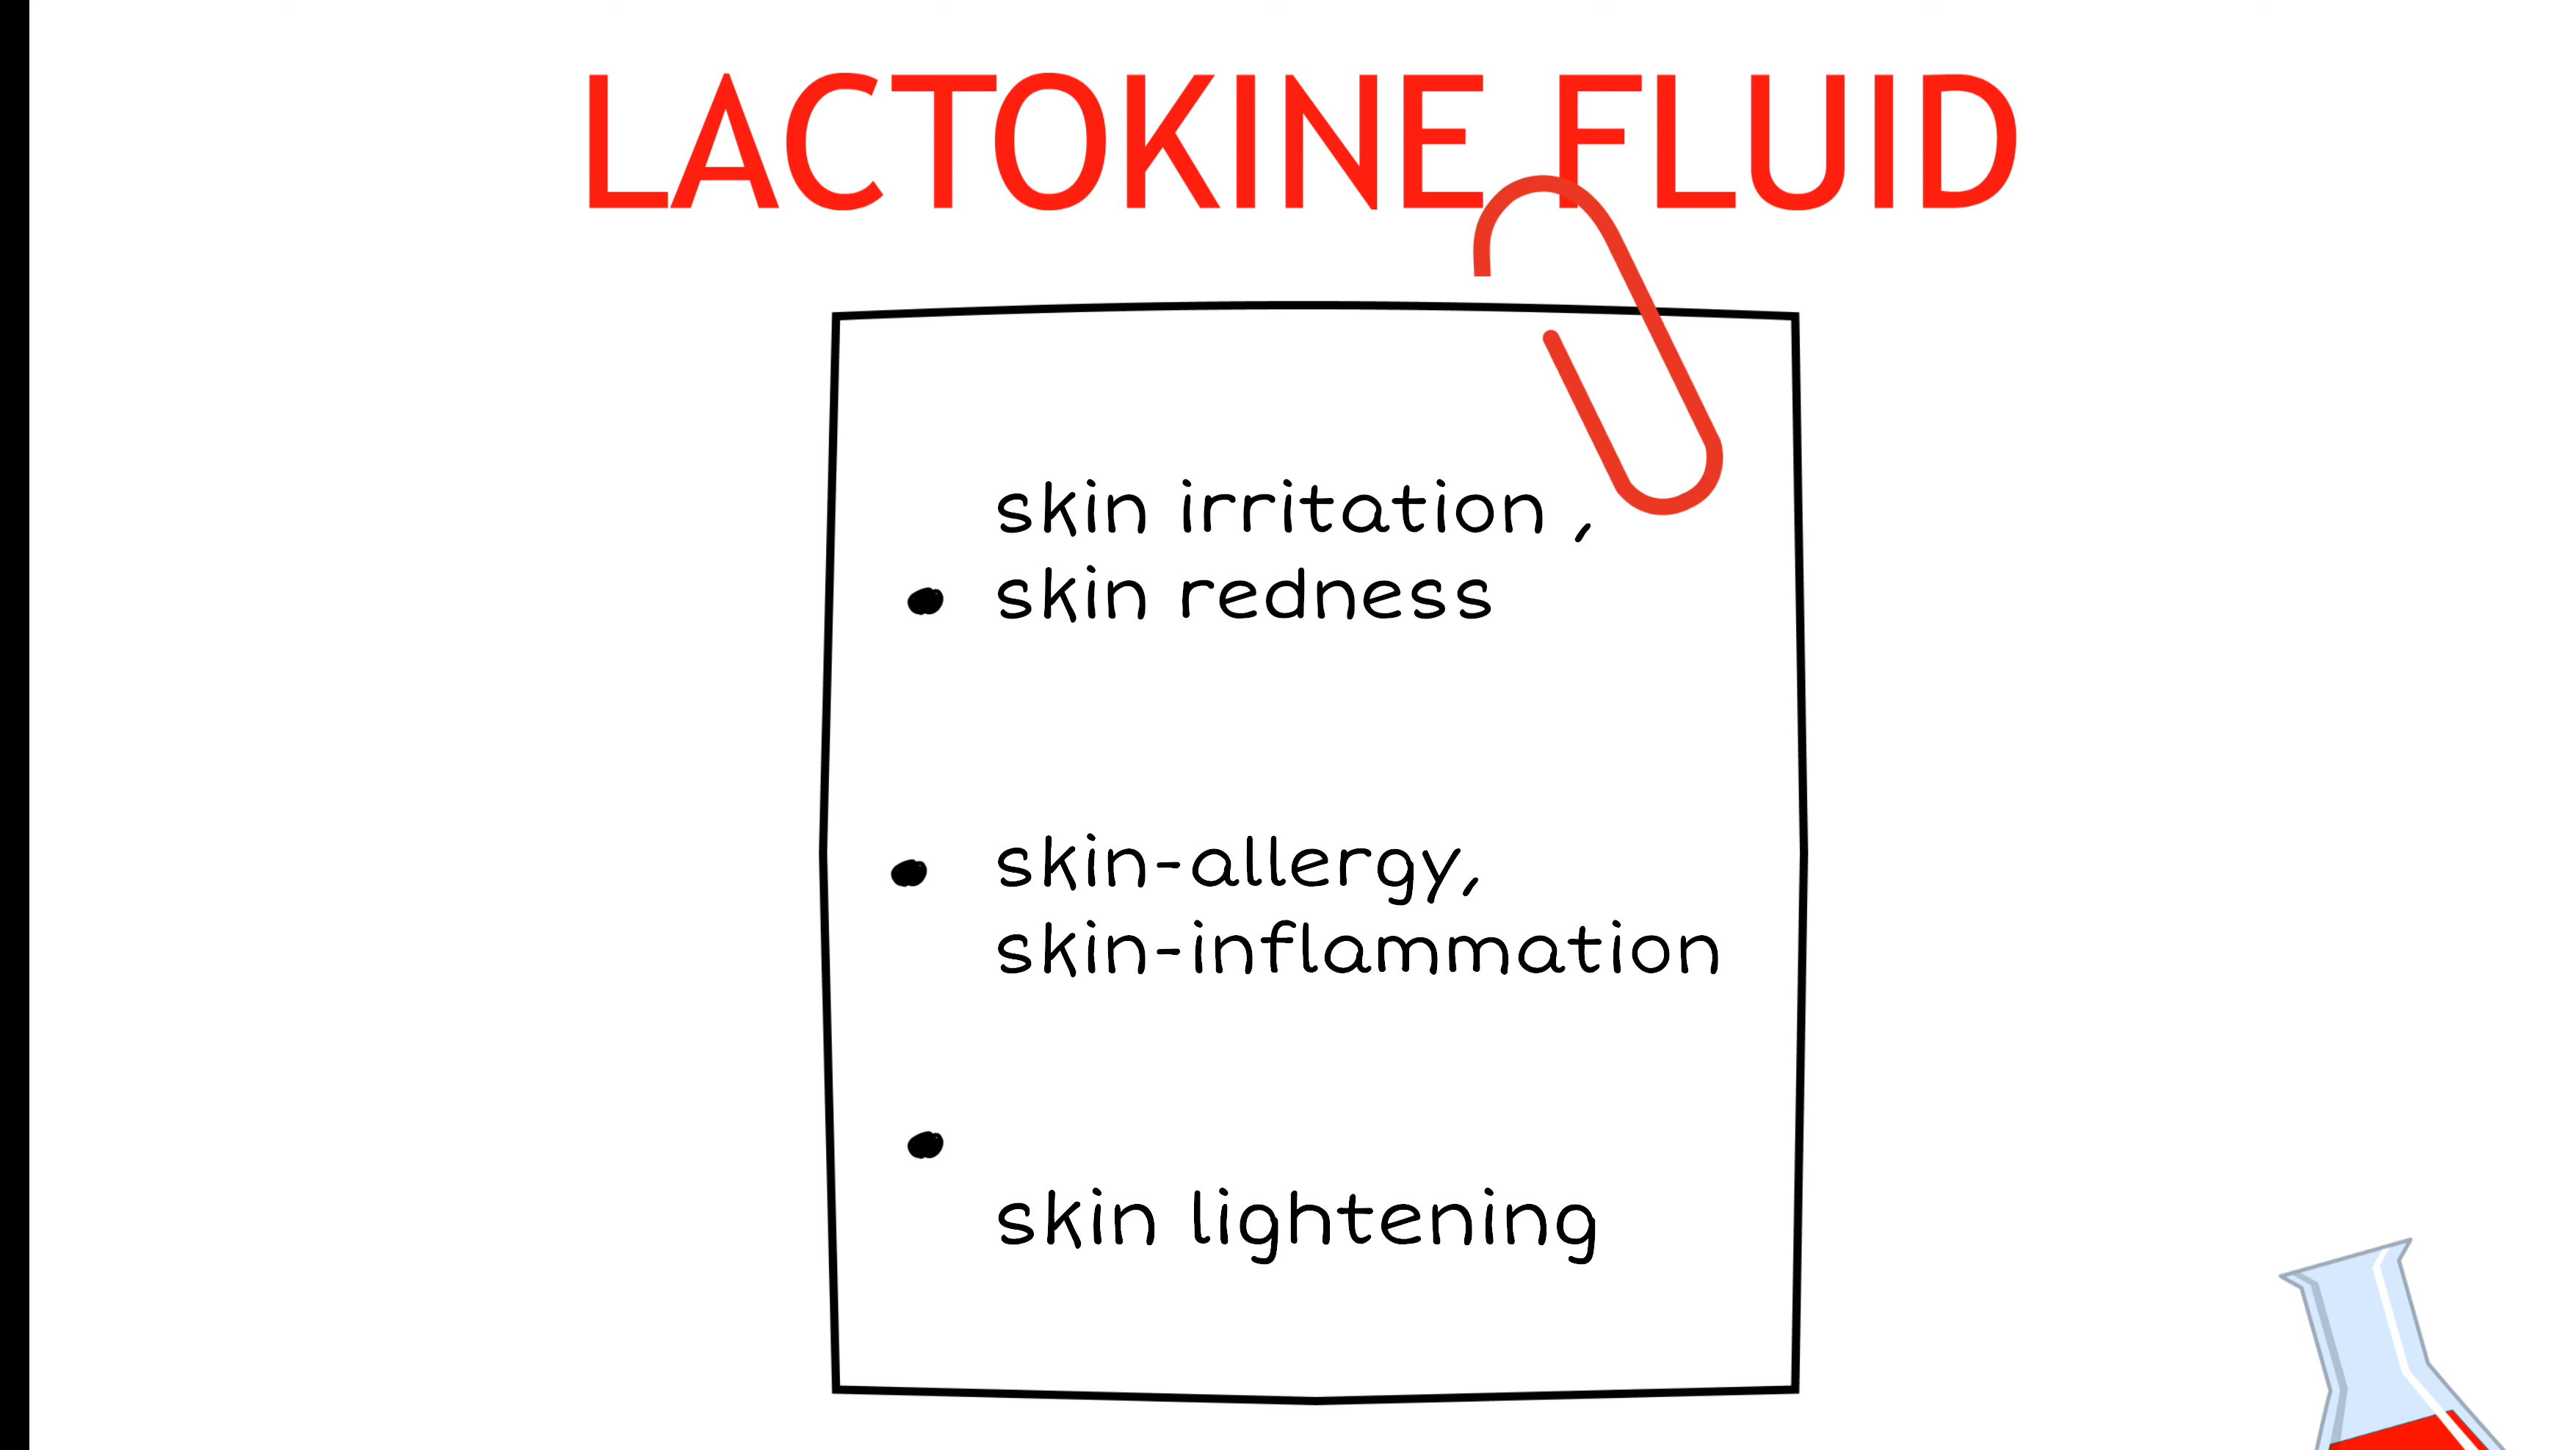 LACTOKINE FLUID
skin irritation ,
skin redness
skin-allergy,
skin-inflammation
skin lightening